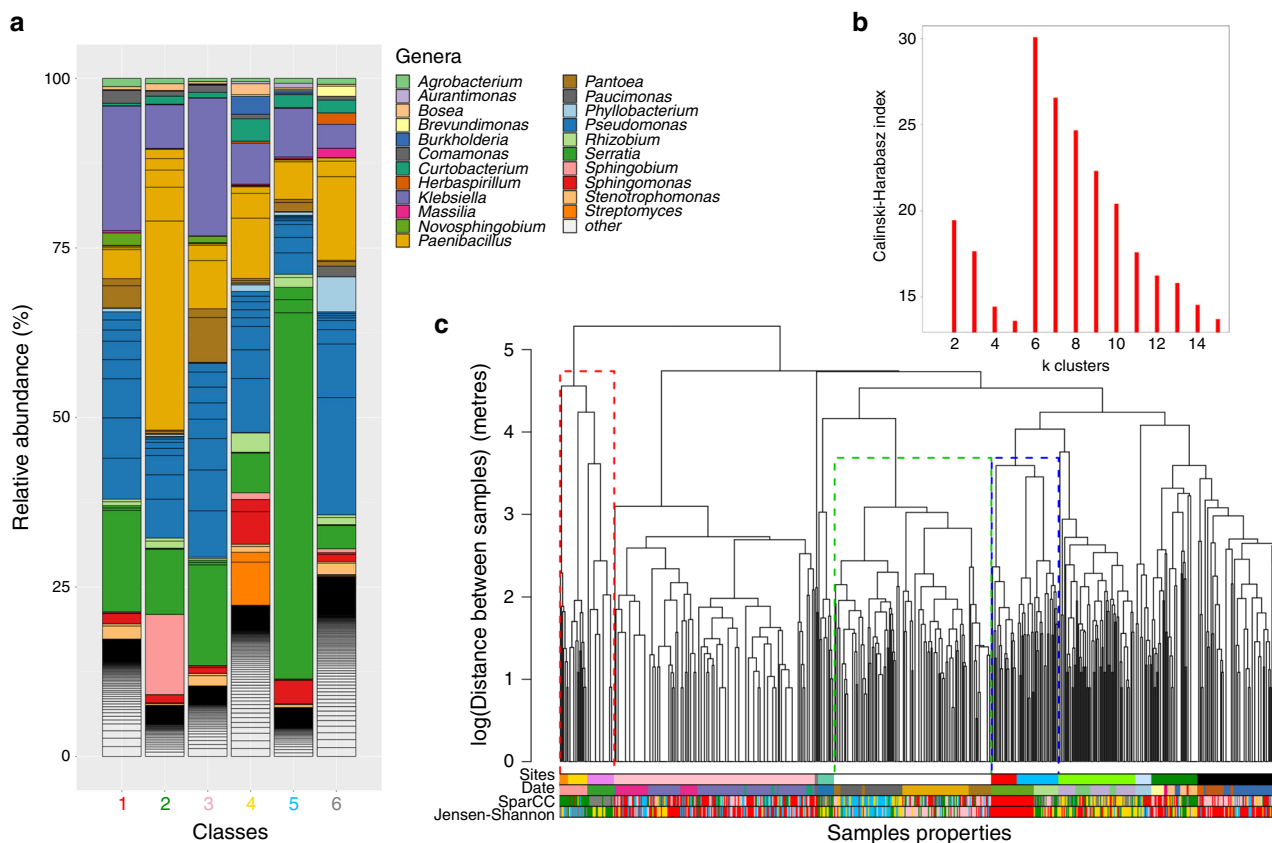 a
Relative abundance (%)
100
75
50
25
0
1 2 3 4 5 6
Classes
Genera
Agrobacterium
Aurantimonas
Bosea
Brevundimonas
Burkholderia
Comamonas
Curtobacterium
Herbaspirillum
Klebsiella
Massilia
Novosphingobium
Paenibacillus
Pantoea
Paucimonas
Phyllobacterium
Pseudomonas
Rhizobium
Serratia
Sphingobium
Sphingomonas
Stenotrophomonas
Streptomyces
other
b
Calinski-Harabasz index
30
25
20
15
2 4 6 8 10 12 14
k clusters
c
log(Distance between samples) (metres)
5
4
3
2
1
0
Sites
Date
SparCC
Jensen-Shannon
Samples properties